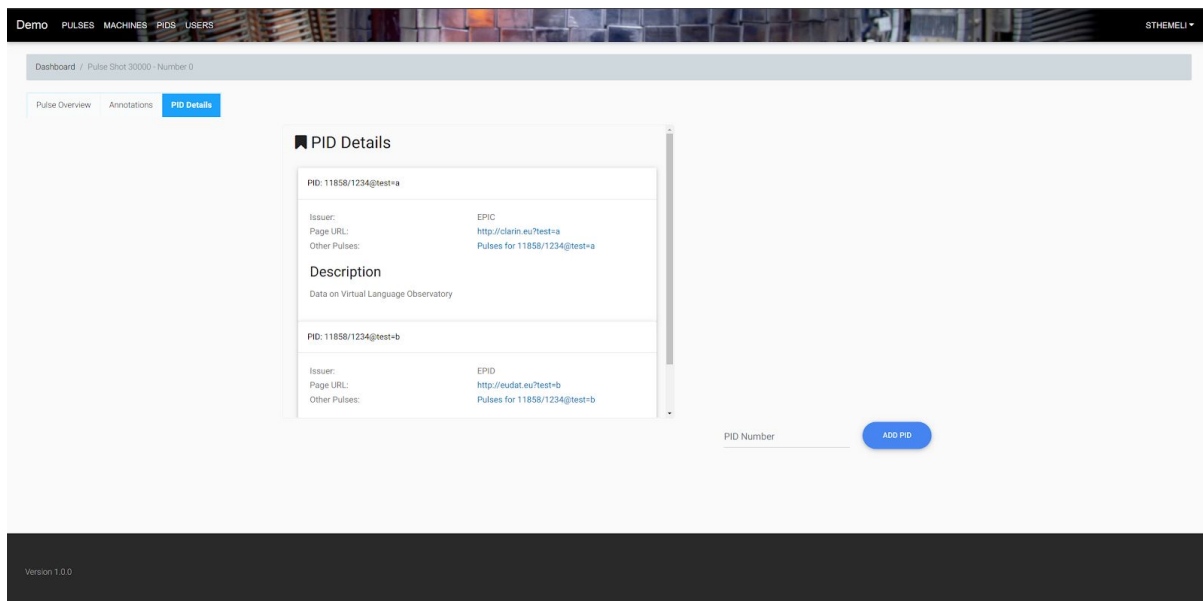 Demo PULSES MACHINES PIDS USERS STHEMELI
Dashboard / Pulse Shot 30000 - Number 0
Pulse Overview Annotations PID Details
PID Details
PID: 11858/1234@test=a
Issuer: EPIC
Page URL: http://clarin.eu?test=a
Other Pulses: Pulses for 11858/1234@test=a
Description
Data on Virtual Language Observatory
PID: 11858/1234@test=b
Issuer: EPID
Page URL: http://eudat.eu?test=b
Other Pulses: Pulses for 11858/1234@test=b
PID Number ADD PID
Version 1.0.0